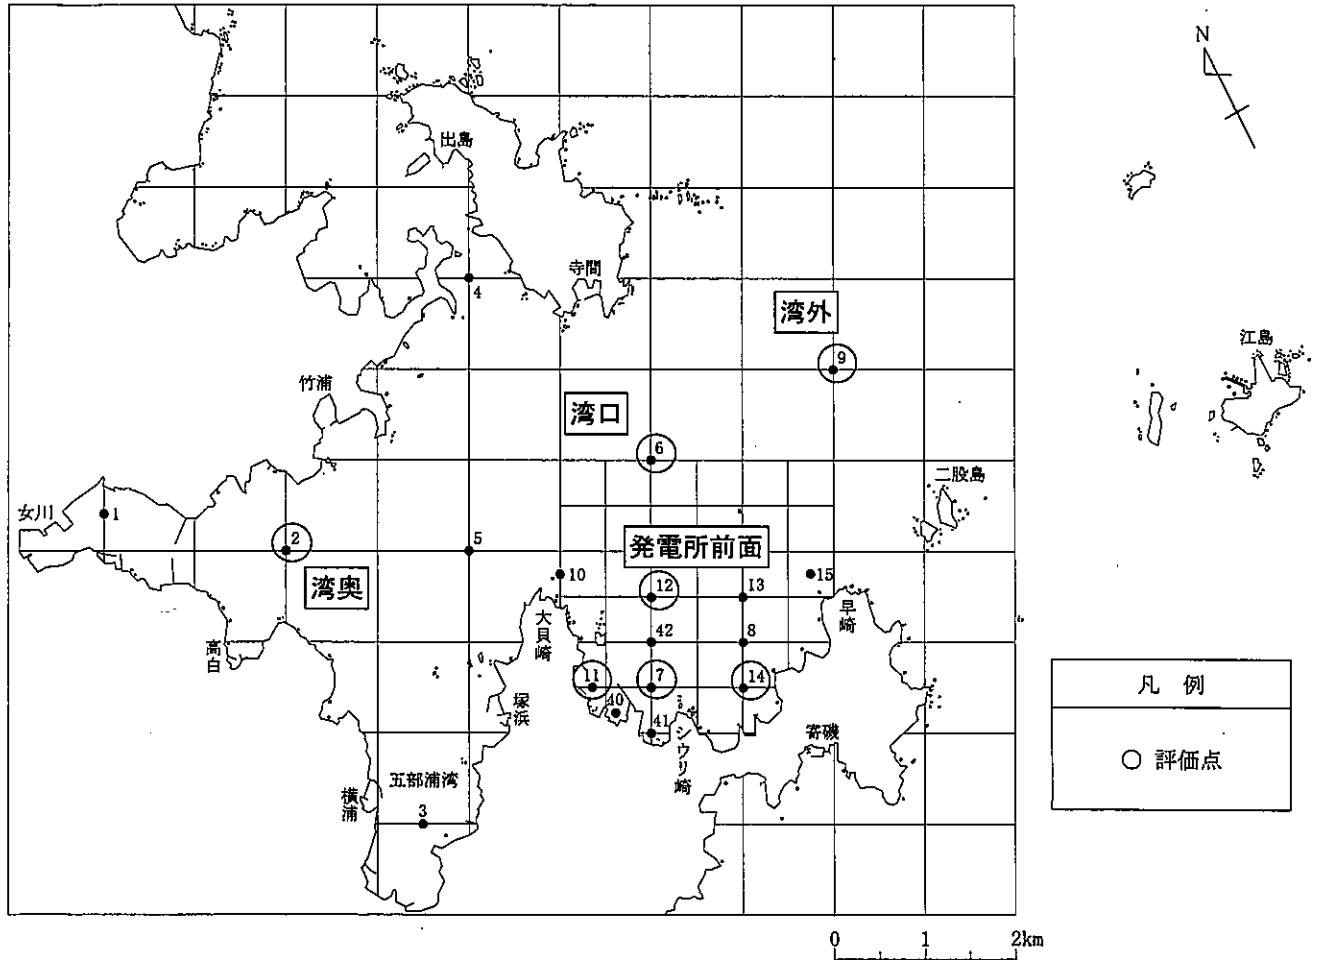 N
出島
寺間
4
湾外
9
江島
竹浦
湾口
6
二股島
女川
1
2
5
発電所前面
湾奥
10
12
13
15
大貝崎
早崎
42
8
高白
11
7
14
塚浜
40
41
シウリ崎
寄磯
五部浦湾
横浦
3
凡 例
○ 評価点
0 1 2km